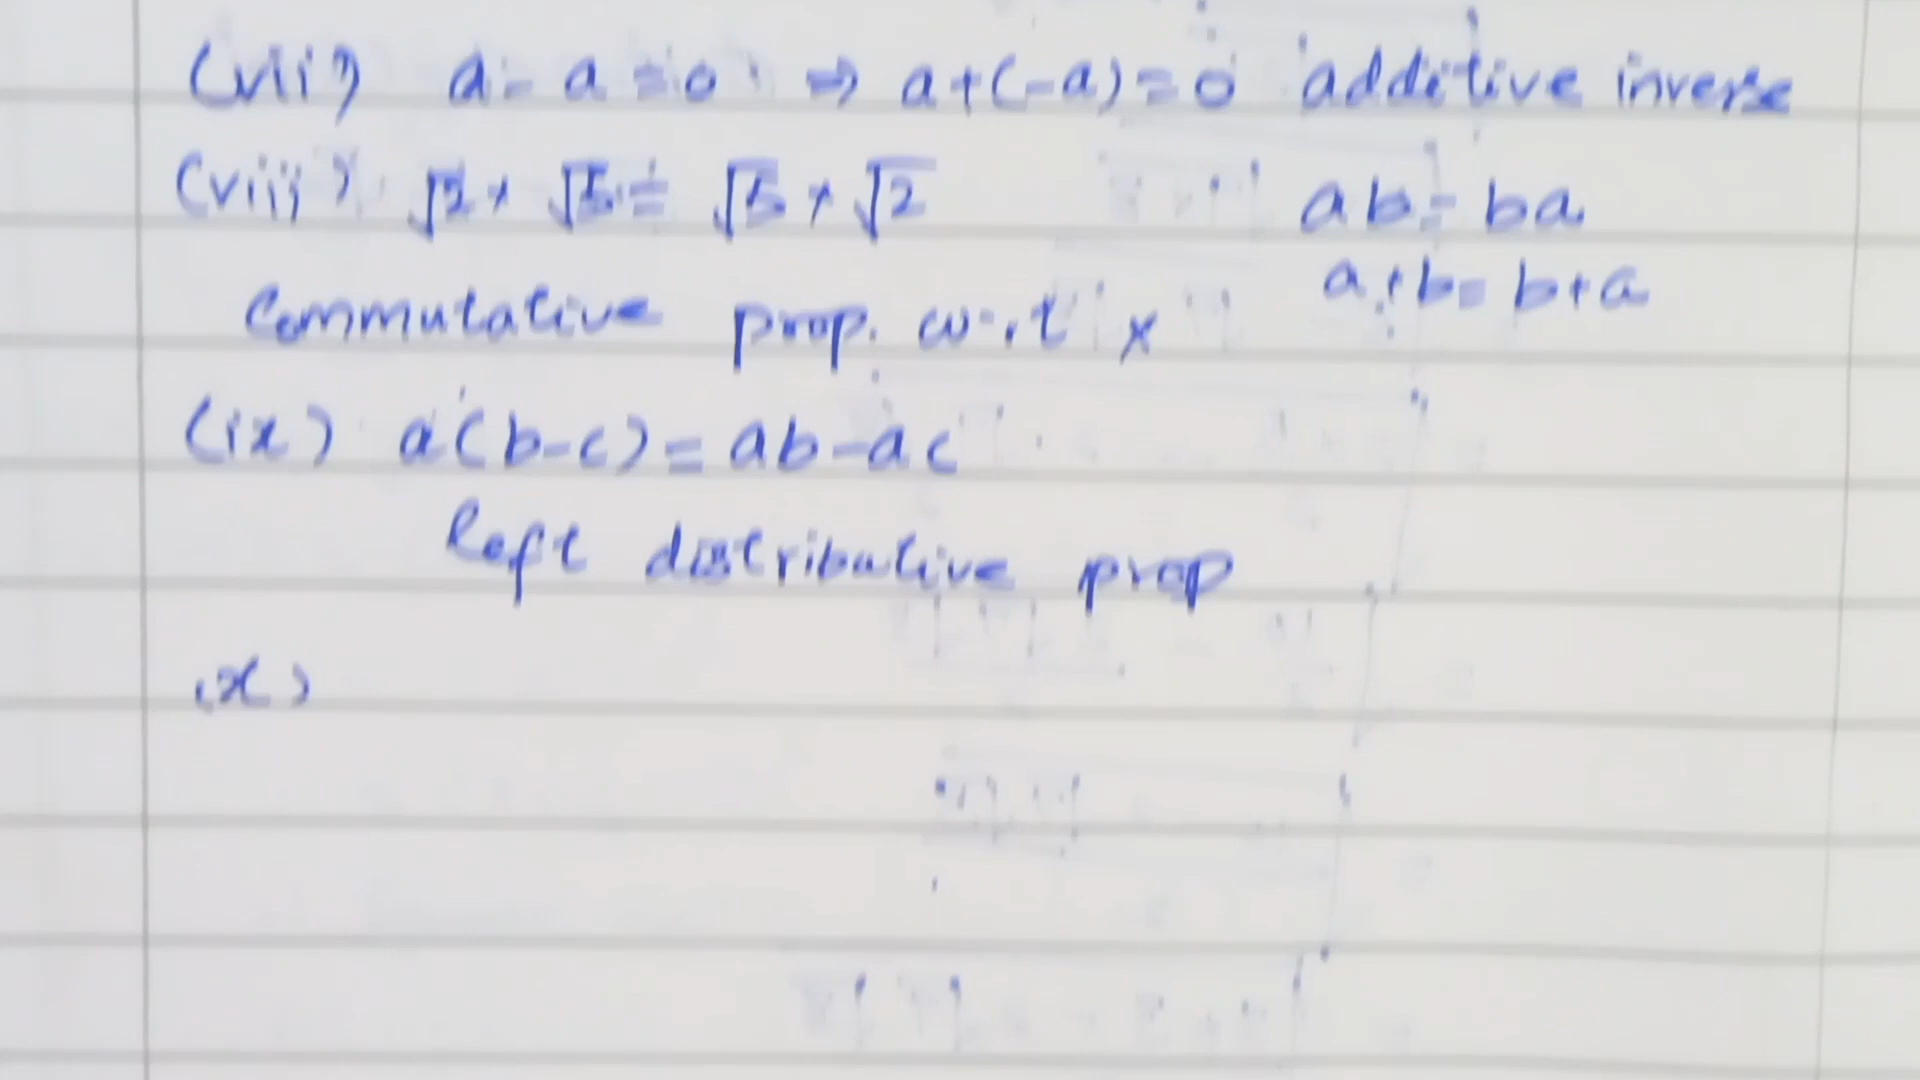 (vii) a - a = 0 ⇒ a+(-a) = 0 additive inverse
(viii) √2 × √5 = √5 × √2 ab = ba
a+b = b+a
Commutative prop. w.r.t ×
(ix) a(b-c) = ab-ac
left distributive prop
(x)